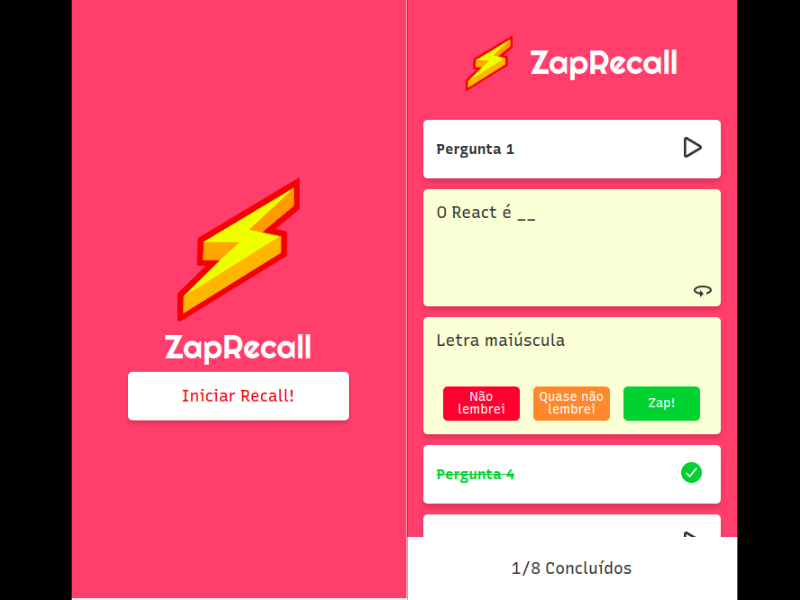 ZapRecall
Iniciar Recall!
ZapRecall
Pergunta 1
O React é __
Letra maiúscula
Não
lembrei
Quase não
lembrei
Zap!
Pergunta 4
1/8 Concluídos